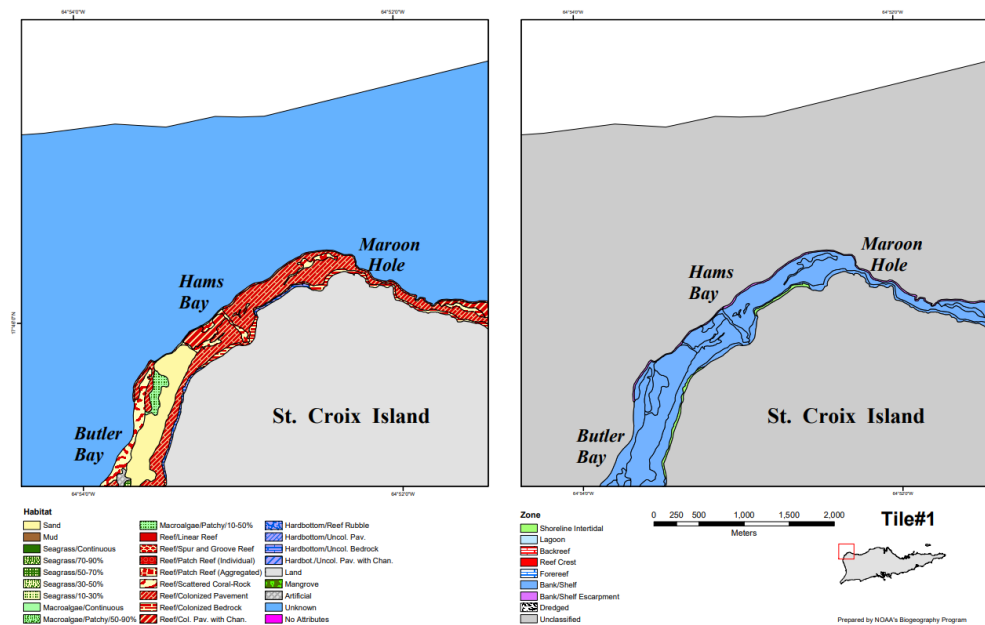 64°54'0"W
64°52'0"W
64°54'0"W
64°52'0"W
Maroon
Hole
Hams
Bay
17°46'0"N
St. Croix Island
Butler
Bay
64°54'0"W
64°52'0"W
Maroon
Hole
Hams
Bay
St. Croix Island
Butler
Bay
64°54'0"W
64°52'0"W
Habitat
Sand
Mud
Seagrass/Continuous
Seagrass/70-90%
Seagrass/50-70%
Seagrass/30-50%
Seagrass/10-30%
Macroalgae/Continuous
Macroalgae/Patchy/50-90%
Macroalgae/Patchy/10-50%
Reef/Linear Reef
Reef/Spur and Groove Reef
Reef/Patch Reef (Individual)
Reef/Patch Reef (Aggregated)
Reef/Scattered Coral-Rock
Reef/Colonized Pavement
Reef/Colonized Bedrock
Reef/Col. Pav. with Chan.
Hardbottom/Reef Rubble
Hardbottom/Uncol. Pav.
Hardbottom/Uncol. Bedrock
Hardbot./Uncol. Pav. with Chan.
Land
Mangrove
Artificial
Unknown
No Attributes
Zone
Shoreline Intertidal
Lagoon
Backreef
Reef Crest
Forereef
Bank/Shelf
Bank/Shelf Escarpment
Dredged
Unclassified
0 250 500 1,000 1,500 2,000
Meters
Tile#1
Prepared by NOAA's Biogeography Program